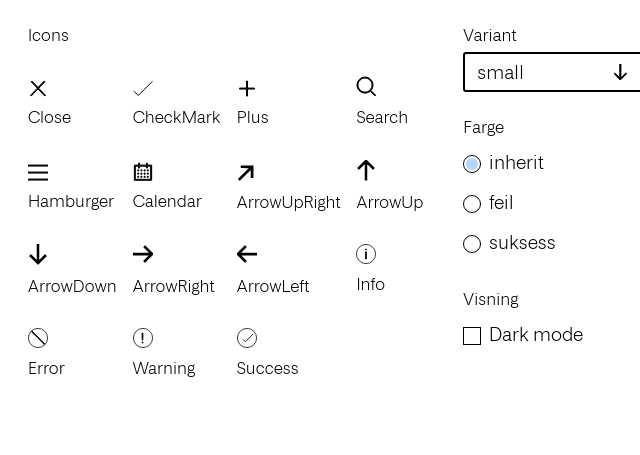 Icons
Close
CheckMark
Plus
Search
Hamburger
Calendar
ArrowUpRight
ArrowUp
ArrowDown
ArrowRight
ArrowLeft
Info
Error
Warning
Success
Variant
small
Farge
inherit
feil
suksess
Visning
Dark mode